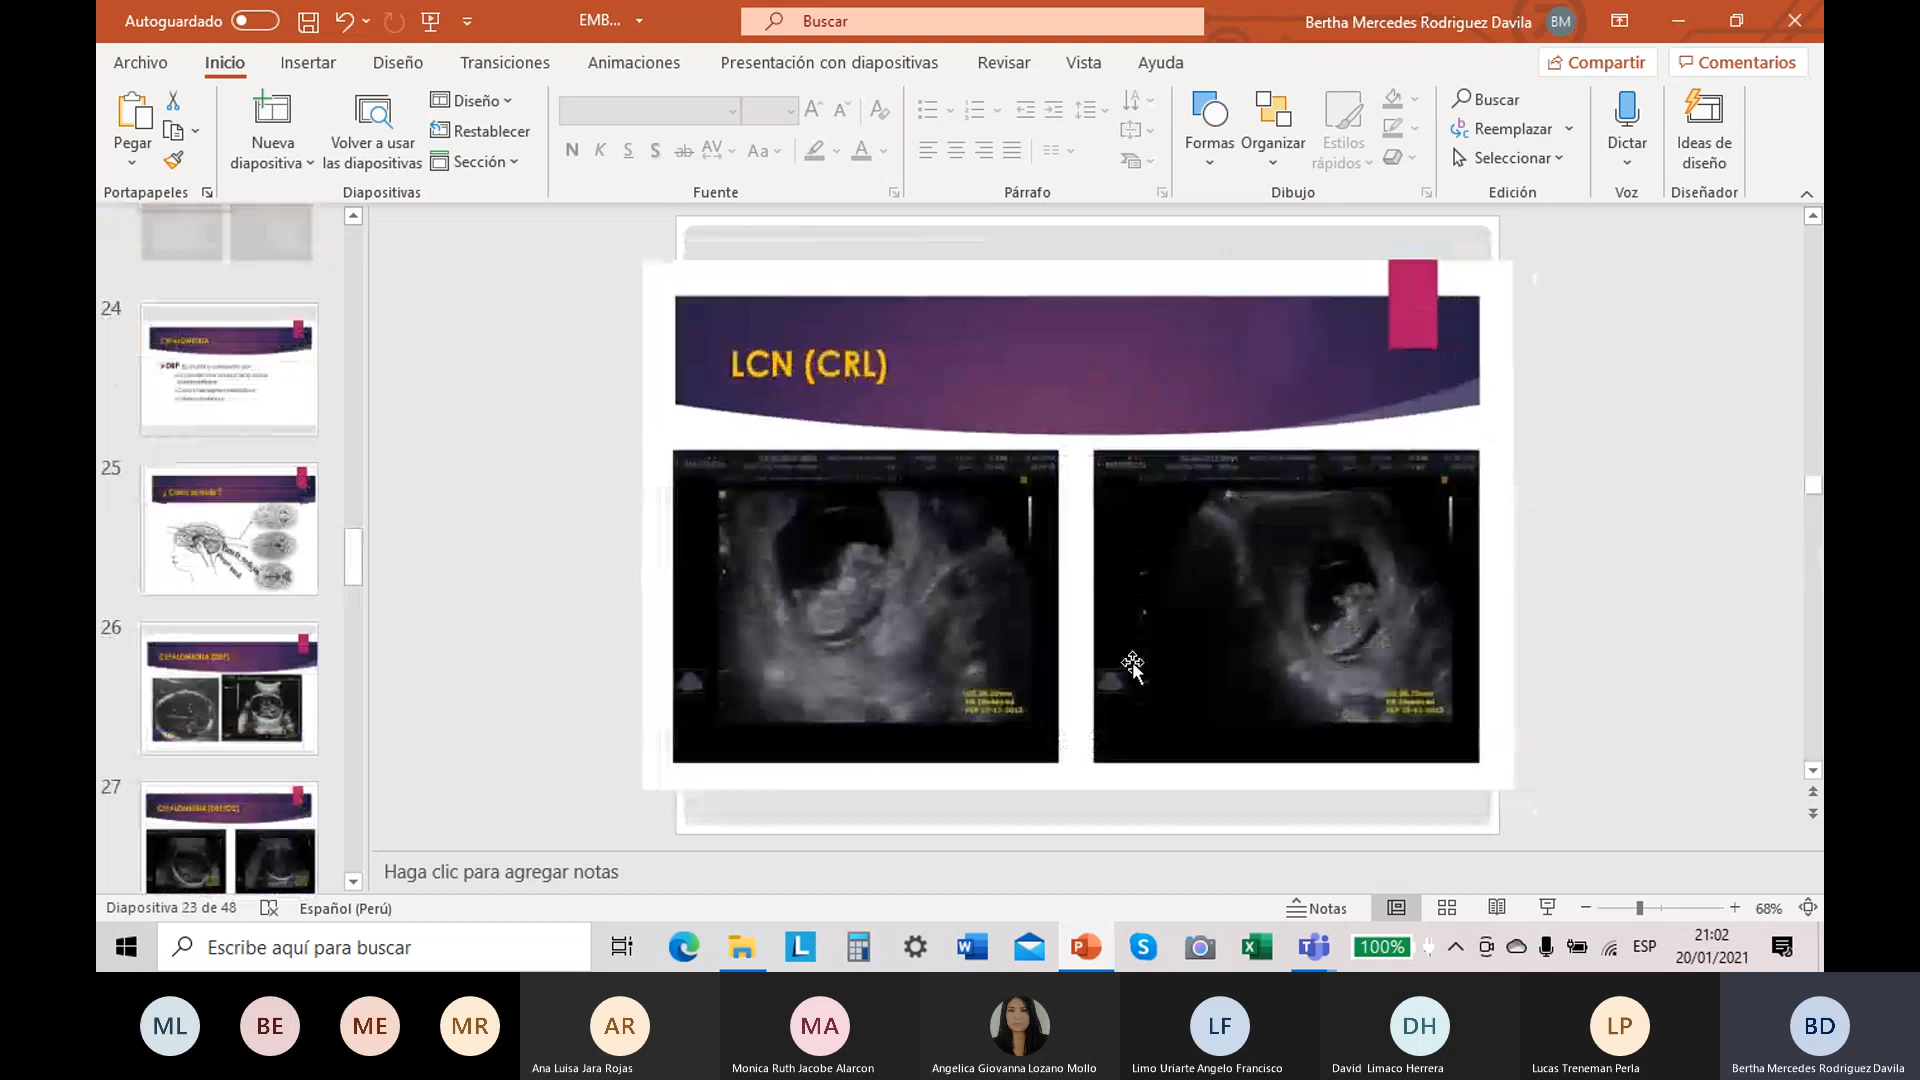 Autoguardado
EMB...
Buscar
Bertha Mercedes Rodriguez Davila
BM
Archivo
Inicio
Insertar
Diseño
Transiciones
Animaciones
Presentación con diapositivas
Revisar
Vista
Ayuda
Compartir
Comentarios
Pegar
Nueva
diapositiva
Volver a usar
las diapositivas
Diseño
Restablecer
Sección
N K S S ab AV Aa A
Formas
Organizar
Estilos
rápidos
Buscar
Reemplazar
Seleccionar
Dictar
Ideas de
diseño
Portapapeles
Diapositivas
Fuente
Párrafo
Dibujo
Edición
Voz
Diseñador
24
25
26
27
LCN (CRL)
Haga clic para agregar notas
Diapositiva 23 de 48
Español (Perú)
Notas
68%
Escribe aquí para buscar
100%
ESP
21:02
20/01/2021
ML
BE
ME
MR
AR
MA
LF
DH
LP
BD
Ana Luisa Jara Rojas
Monica Ruth Jacobe Alarcon
Angelica Giovanna Lozano Mollo
Limo Uriarte Angelo Francisco
David Limaco Herrera
Lucas Treneman Perla
Bertha Mercedes Rodriguez Davila